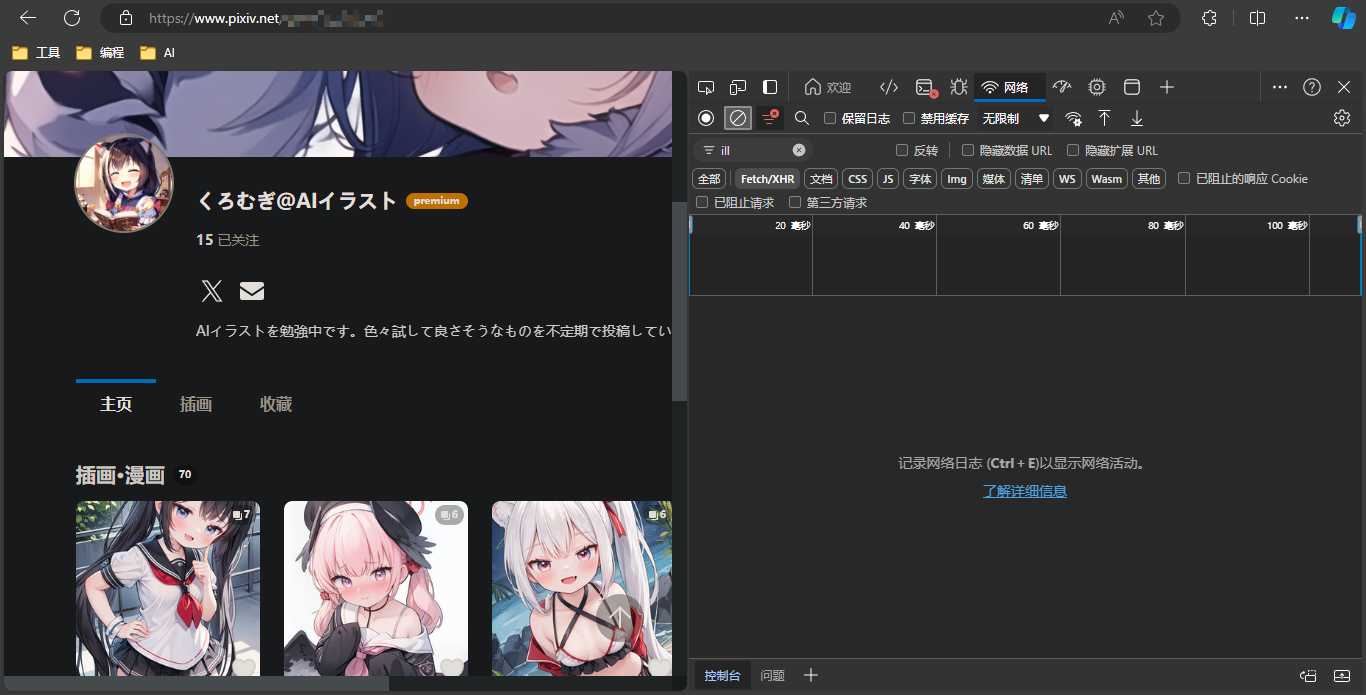 https://www.pixiv.net/
工具 编程 AI
くろむぎ@AIイラスト premium
15 已关注
AIイラストを勉強中です。色々試して良さそうなものを不定期で投稿してい
主页 插画 收藏
插画•漫画 70
7 6 6
欢迎 网络
保留日志 禁用缓存 无限制
ill 反转 隐藏数据 URL 隐藏扩展 URL
全部 Fetch/XHR 文档 CSS JS 字体 Img 媒体 清单 WS Wasm 其他 已阻止的响应 Cookie
已阻止请求 第三方请求
20 毫秒 40 毫秒 60 毫秒 80 毫秒 100 毫秒
记录网络日志 (Ctrl + E)以显示网络活动。
了解详细信息
控制台 问题